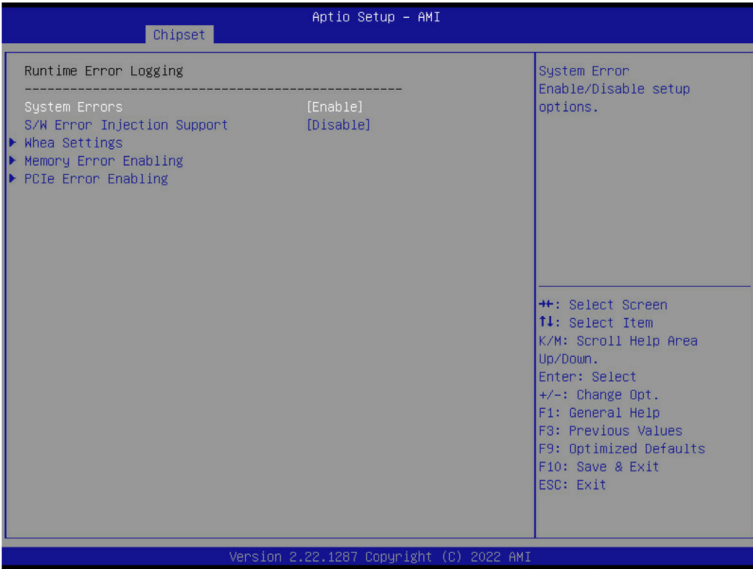 Aptio Setup – AMI
Chipset
Runtime Error Logging
--------------------------------------------------
System Errors [Enable]
S/W Error Injection Support [Disable]
Whea Settings
Memory Error Enabling
PCIe Error Enabling
System Error
Enable/Disable setup
options.
→←: Select Screen
↑↓: Select Item
K/M: Scroll Help Area
Up/Down.
Enter: Select
+/-: Change Opt.
F1: General Help
F3: Previous Values
F9: Optimized Defaults
F10: Save & Exit
ESC: Exit
Version 2.22.1287 Copyright (C) 2022 AMI